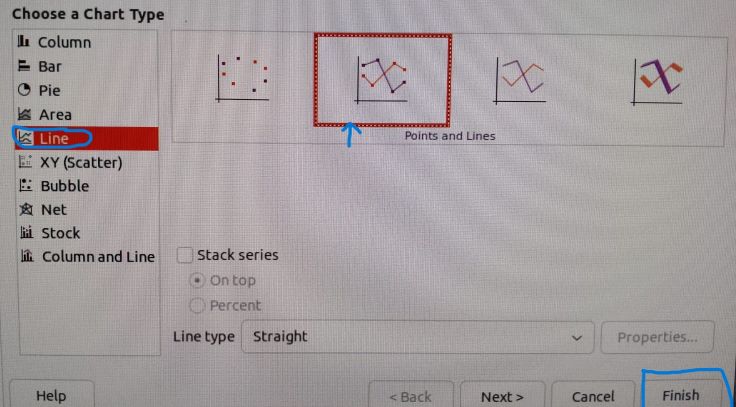 Choose a Chart Type
Column
Bar
Pie
Area
Line
XY (Scatter)
Bubble
Net
Stock
Column and Line
Points and Lines
Stack series
On top
Percent
Line type Straight Properties...
Help < Back Next > Cancel Finish